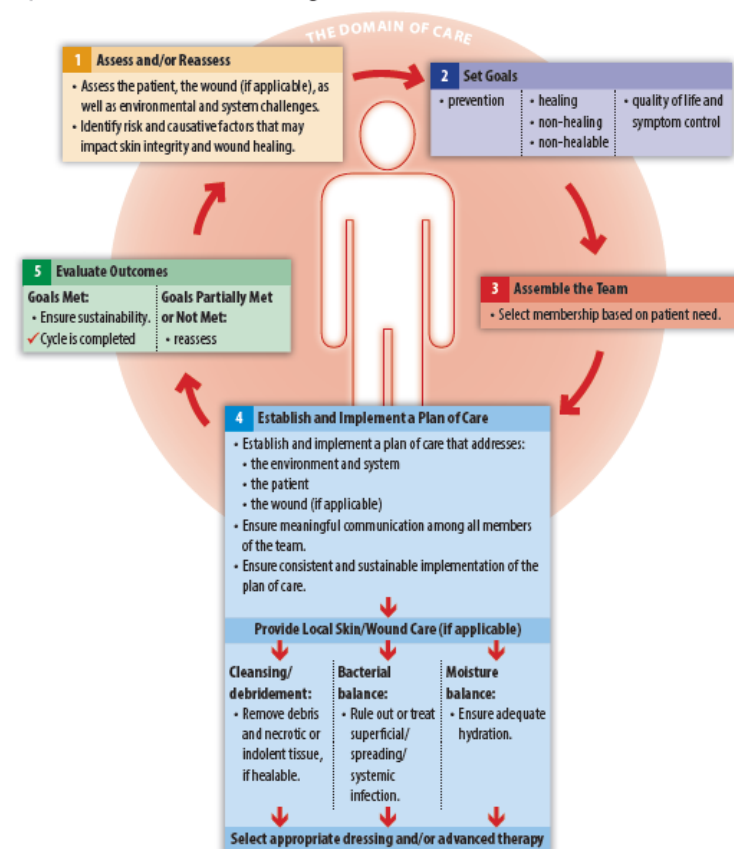 THE DOMAIN OF CARE
1 Assess and/or Reassess
• Assess the patient, the wound (if applicable), as
well as environmental and system challenges.
• Identify risk and causative factors that may
impact skin integrity and wound healing.
2 Set Goals
• prevention
• healing
• non-healing
• non-healable
• quality of life and
symptom control
3 Assemble the Team
• Select membership based on patient need.
4 Establish and Implement a Plan of Care
• Establish and implement a plan of care that addresses:
• the environment and system
• the patient
• the wound (if applicable)
• Ensure meaningful communication among all members
of the team.
• Ensure consistent and sustainable implementation of the
plan of care.
Provide Local Skin/Wound Care (if applicable)
Cleansing/
debridement:
• Remove debris
and necrotic or
indolent tissue,
if healable.
Bacterial
balance:
• Rule out or treat
superficial/
spreading/
systemic
infection.
Moisture
balance:
• Ensure adequate
hydration.
Select appropriate dressing and/or advanced therapy
5 Evaluate Outcomes
Goals Met:
• Ensure sustainability.
✓ Cycle is completed
Goals Partially Met
or Not Met:
• reassess